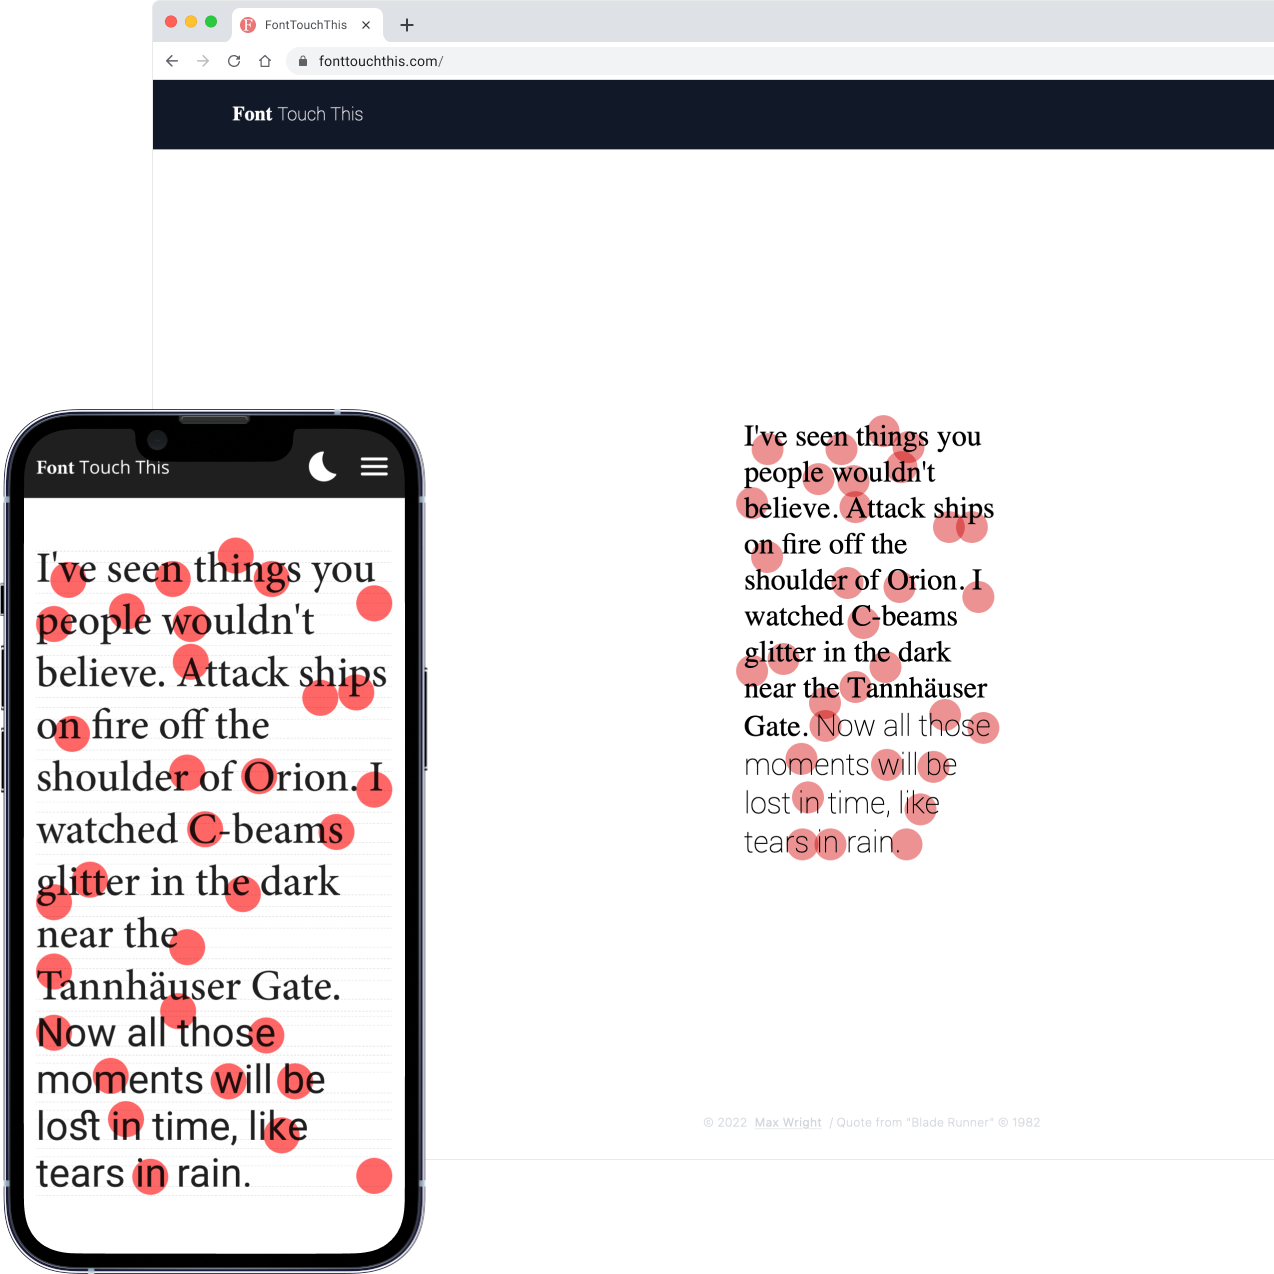 FontTouchThis
fonttouchthis.com/
Font Touch This
I've seen things you
people wouldn't
believe. Attack ships
on fire off the
shoulder of Orion. I
watched C-beams
glitter in the dark
near the Tannhäuser
Gate. Now all those
moments will be
lost in time, like
tears in rain.
© 2022 Max Wright / Quote from "Blade Runner" © 1982
Font Touch This
I've seen things you
people wouldn't
believe. Attack ships
on fire off the
shoulder of Orion. I
watched C-beams
glitter in the dark
near the
Tannhäuser Gate.
Now all those
moments will be
lost in time, like
tears in rain.